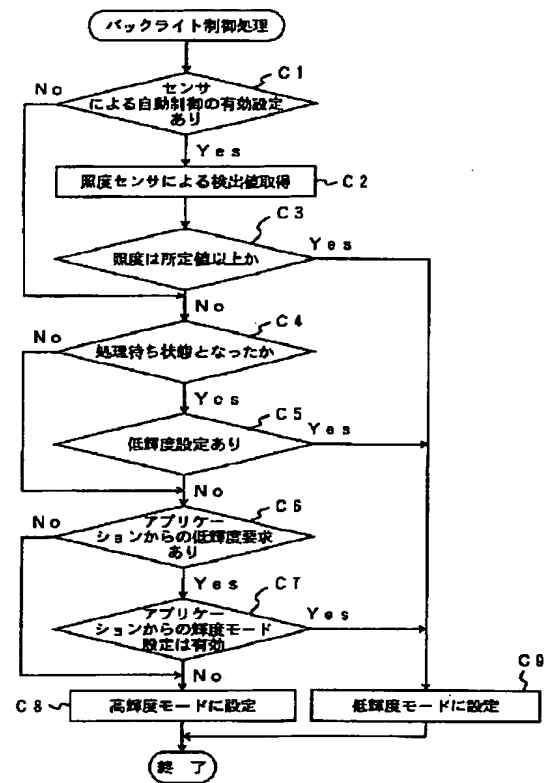 バックライト制御処理
C1
センサ
による自動制御の有効設定
あり
No
Yes
照度センサによる検出値取得
C2
C3
照度は所定値以上か
Yes
No
C4
No
処理待ち状態となったか
Yes
C5
低輝度設定あり
Yes
No
C6
No
アプリケー
ションからの低輝度要求
あり
Yes
C7
アプリケー
ションからの輝度モード
設定は有効
Yes
No
C8
高輝度モードに設定
低輝度モードに設定
C9
終了